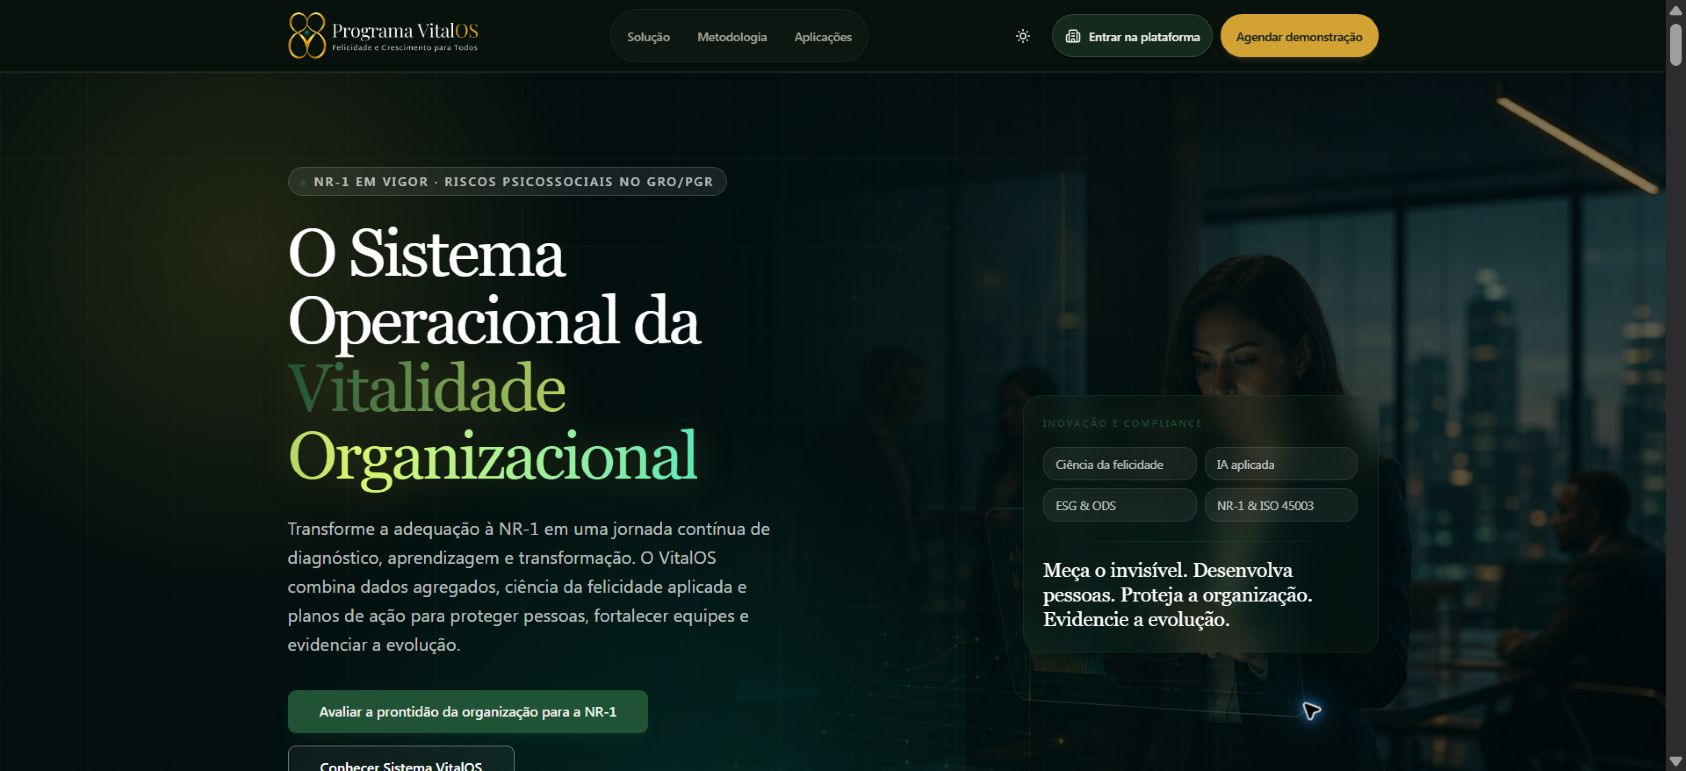 Programa VitalOS
Felicidade e Crescimento para Todos
Solução
Metodologia
Aplicações
Entrar na plataforma
Agendar demonstração
NR-1 EM VIGOR · RISCOS PSICOSSOCIAIS NO GRO/PGR
O Sistema
Operacional da
Vitalidade
Organizacional
Transforme a adequação à NR-1 em uma jornada contínua de
diagnóstico, aprendizagem e transformação. O VitalOS
combina dados agregados, ciência da felicidade aplicada e
planos de ação para proteger pessoas, fortalecer equipes e
evidenciar a evolução.
Avaliar a prontidão da organização para a NR-1
Conhecer Sistema VitalOS
INOVAÇÃO E COMPLIANCE
Ciência da felicidade
IA aplicada
ESG & ODS
NR-1 & ISO 45003
Meça o invisível. Desenvolva
pessoas. Proteja a organização.
Evidencie a evolução.